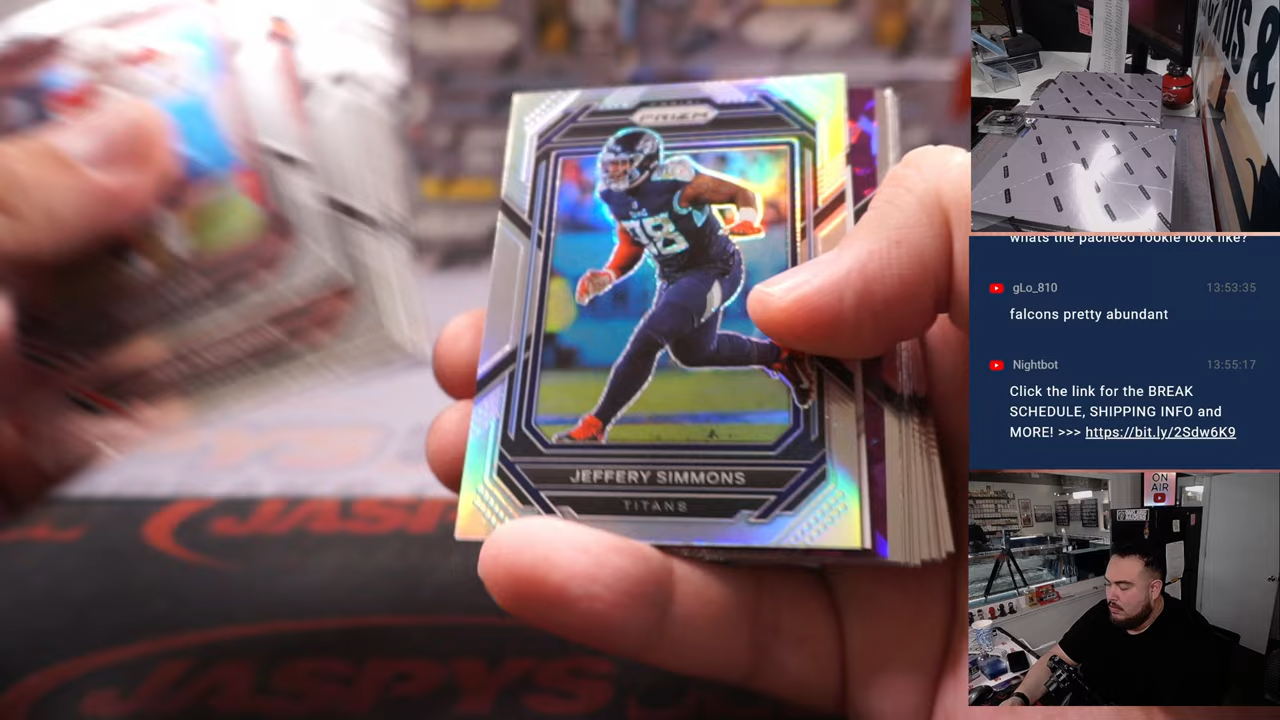 PRIZM
98
JEFFERY SIMMONS
TITANS
JASPYS
whats the pacheco rookie look like?
gLo_810 13:53:35
falcons pretty abundant
Nightbot 13:55:17
Click the link for the BREAK
SCHEDULE, SHIPPING INFO and
MORE! >>> https://bit.ly/2Sdw6K9
ON
AIR